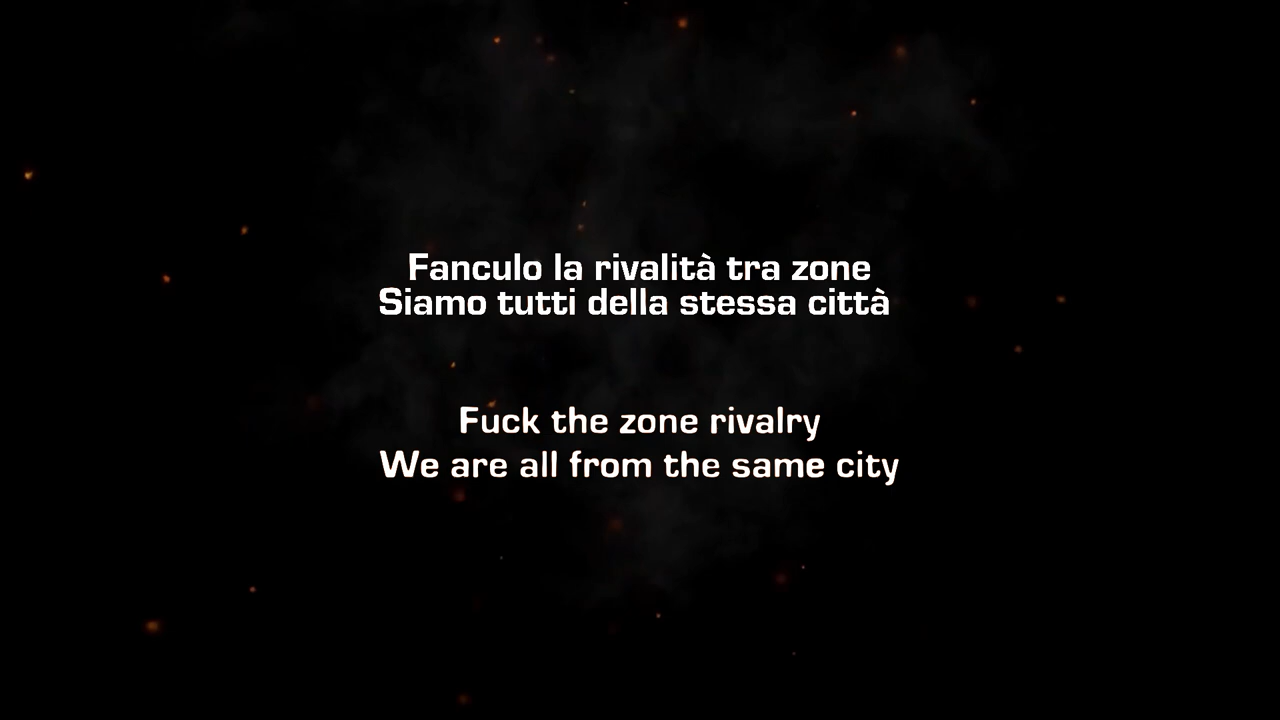 Fanculo la rivalità tra zone
Siamo tutti della stessa città
Fuck the zone rivalry
We are all from the same city